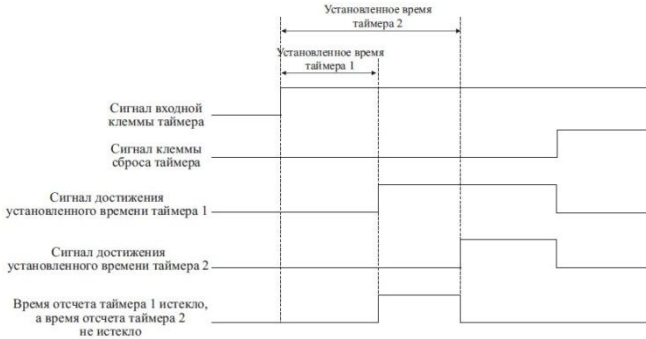 Установленное время
таймера 2
Установленное время
таймера 1
Сигнал входной
клеммы таймера
Сигнал клеммы
сброса таймера
Сигнал достижения
установленного времени таймера 1
Сигнал достижения
установленного времени таймера 2
Время отсчета таймера 1 истекло,
а время отсчета таймера 2
не истекло